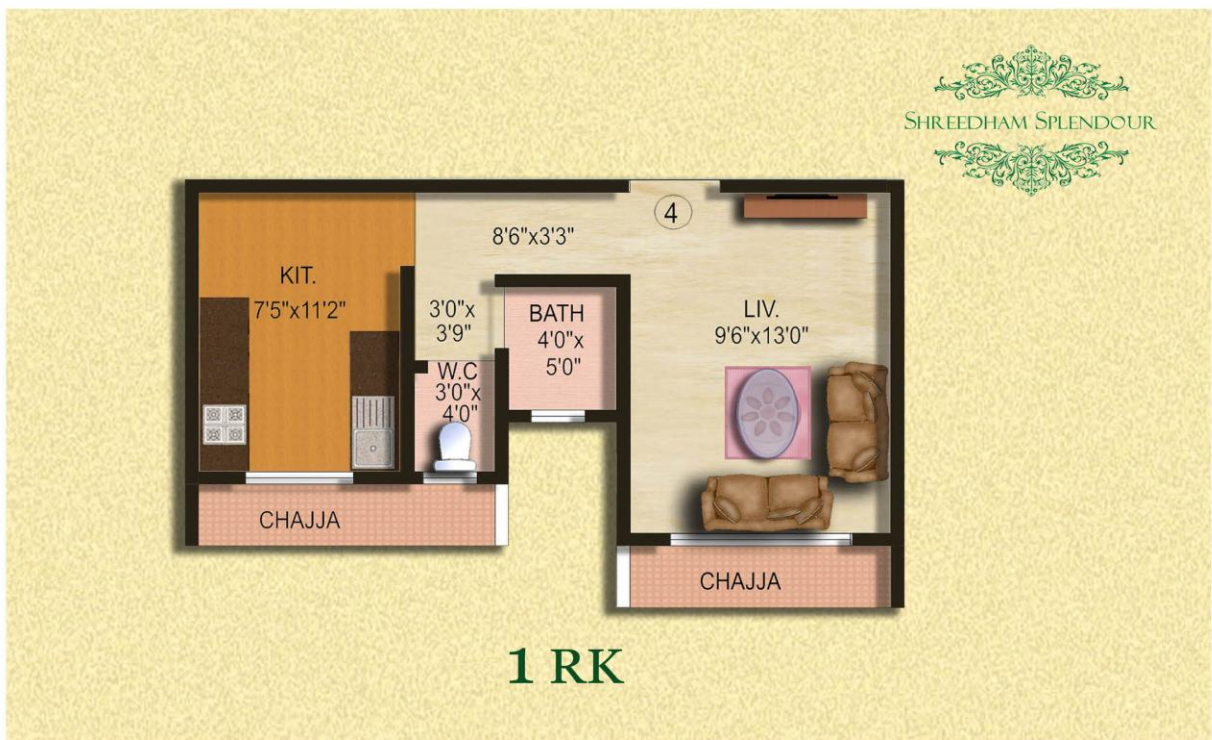 SHREEDHAM SPLENDOUR
4
8'6"x3'3"
KIT.
7'5"x11'2"
3'0"x
3'9"
BATH
4'0"x
5'0"
LIV.
9'6"x13'0"
W.C
3'0"x
4'0"
CHAJJA
CHAJJA
1 RK